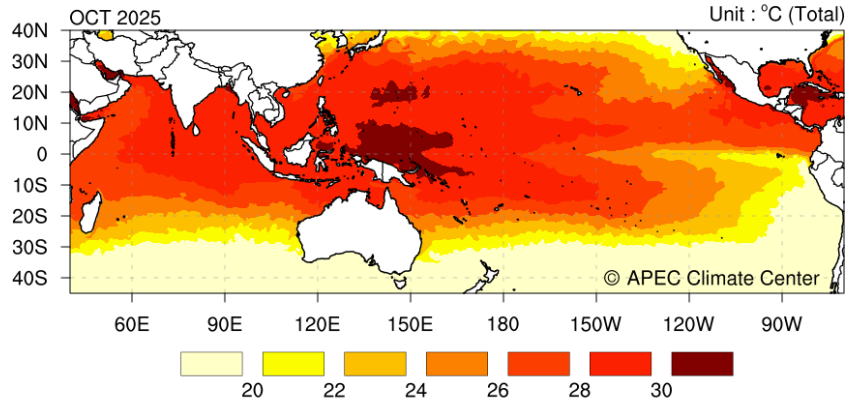 OCT 2025
Unit : °C (Total)
40N
30N
20N
10N
0
10S
20S
30S
40S
© APEC Climate Center
60E 90E 120E 150E 180 150W 120W 90W
20 22 24 26 28 30